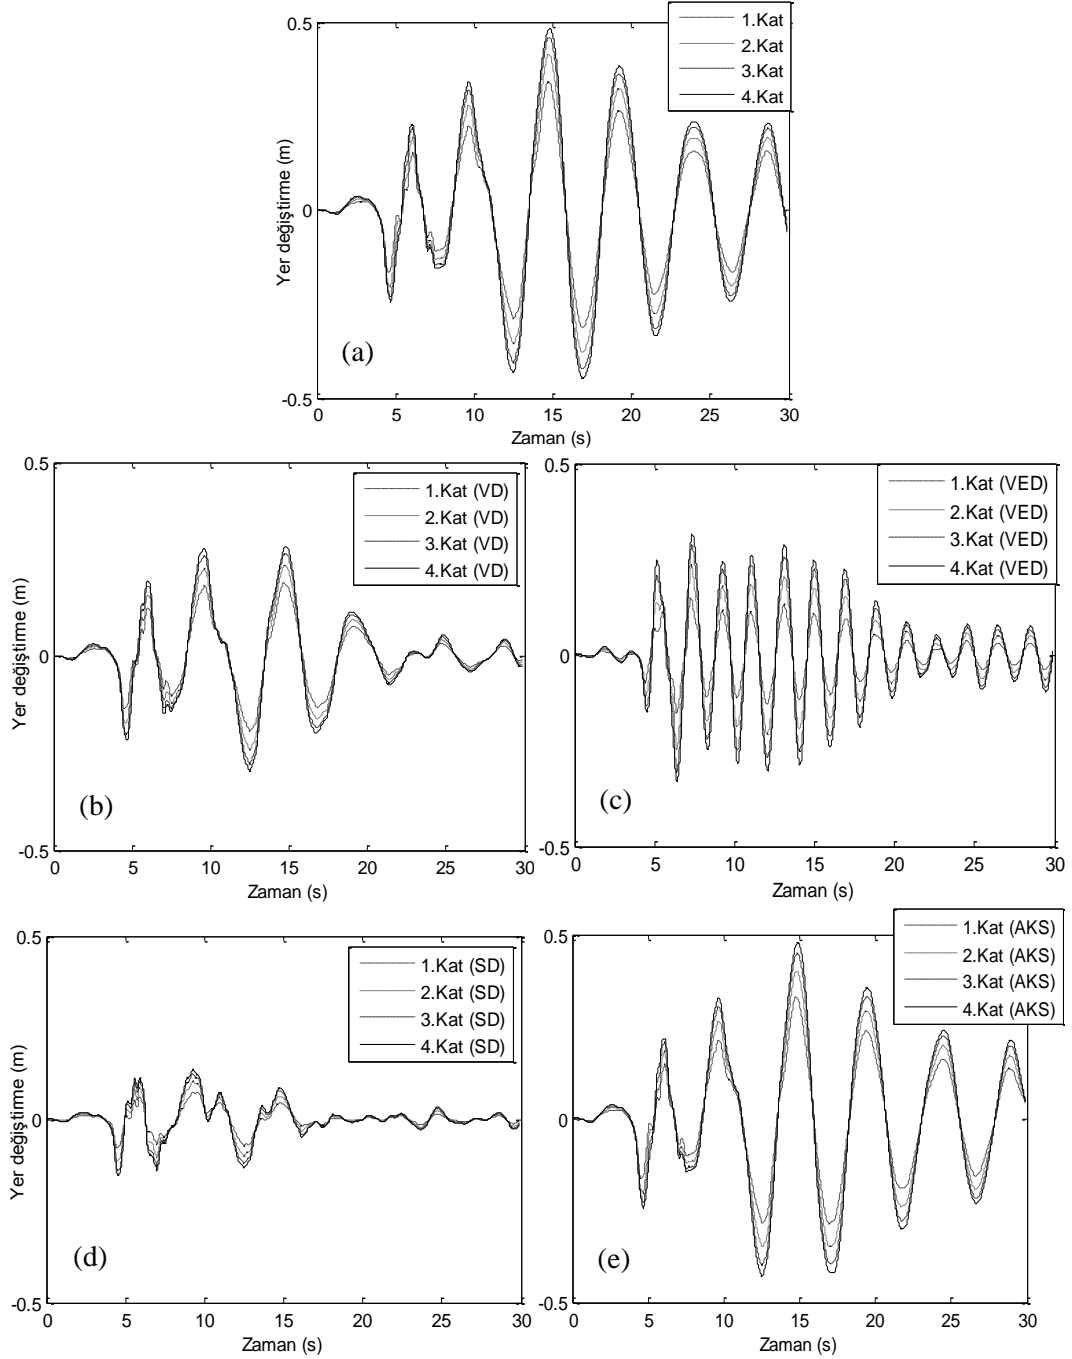 0.5
0
-0.5
Yer değiştirme (m)
1.Kat
2.Kat
3.Kat
4.Kat
(a)
0 5 10 15 20 25 30
Zaman (s)
0.5
0
-0.5
Yer değiştirme (m)
1.Kat (VD)
2.Kat (VD)
3.Kat (VD)
4.Kat (VD)
(b)
0 5 10 15 20 25 30
Zaman (s)
0.5
0
-0.5
1.Kat (VED)
2.Kat (VED)
3.Kat (VED)
4.Kat (VED)
(c)
0 5 10 15 20 25 30
Zaman (s)
0.5
0
-0.5
Yer değiştirme (m)
1.Kat (SD)
2.Kat (SD)
3.Kat (SD)
4.Kat (SD)
(d)
0 5 10 15 20 25 30
Zaman (s)
0.5
0
-0.5
1.Kat (AKS)
2.Kat (AKS)
3.Kat (AKS)
4.Kat (AKS)
(e)
0 5 10 15 20 25 30
Zaman (s)